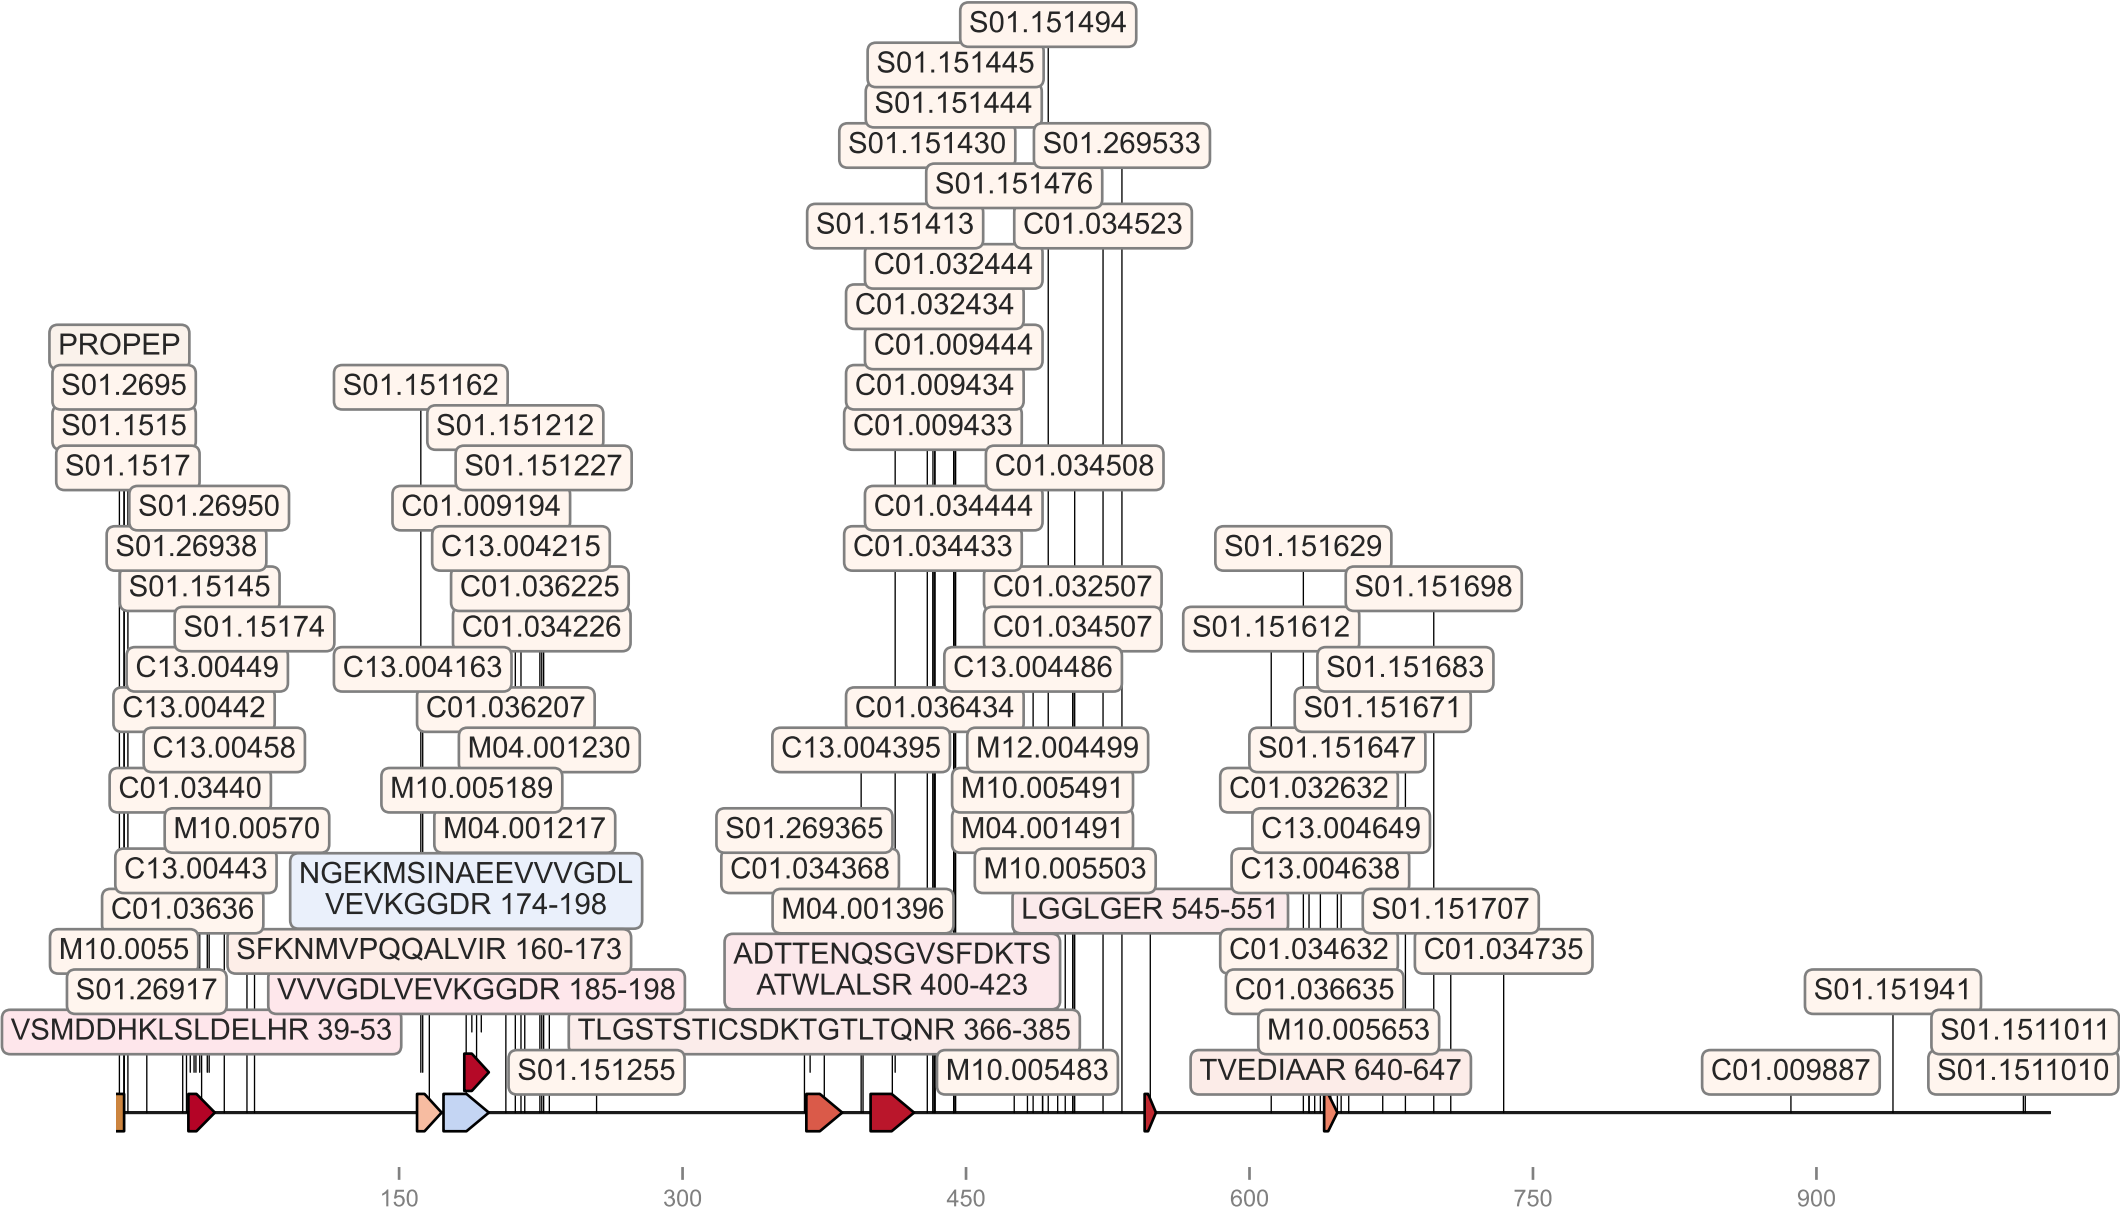 S01.151494
S01.151445
S01.151444
S01.151430 S01.269533
S01.151476
S01.151413 C01.034523
C01.032444
C01.032434
PROPEP C01.009444
S01.2695 S01.151162 C01.009434
S01.1515 S01.151212 C01.009433
S01.1517 S01.151227 C01.034508
S01.26950 C01.009194 C01.034444
S01.26938 C13.004215 C01.034433 S01.151629
S01.15145 C01.036225 C01.032507 S01.151698
S01.15174 C01.034226 C01.034507 S01.151612
C13.00449 C13.004163 C13.004486 S01.151683
C13.00442 C01.036207 C01.036434 S01.151671
C13.00458 M04.001230 C13.004395 M12.004499 S01.151647
C01.03440 M10.005189 M10.005491 C01.032632
M10.00570 M04.001217 S01.269365 M04.001491 C13.004649
C13.00443 NGEKMSINAEEVVVGDL C01.034368 M10.005503 C13.004638
C01.03636 VEVKGGDR 174-198 M04.001396 LGGLGER 545-551 S01.151707
M10.0055 SFKNMVPQQALVIR 160-173 ADTTENQSGVSFDKTS C01.034632 C01.034735
S01.26917 VVVGDLVEVKGGDR 185-198 ATWLALSR 400-423 C01.036635 S01.151941
VSMDDHKLSLDELHR 39-53 TLGSTSTICSDKTGTLTQNR 366-385 M10.005653 S01.1511011
S01.151255 M10.005483 TVEDIAAR 640-647 C01.009887 S01.1511010
150 300 450 600 750 900